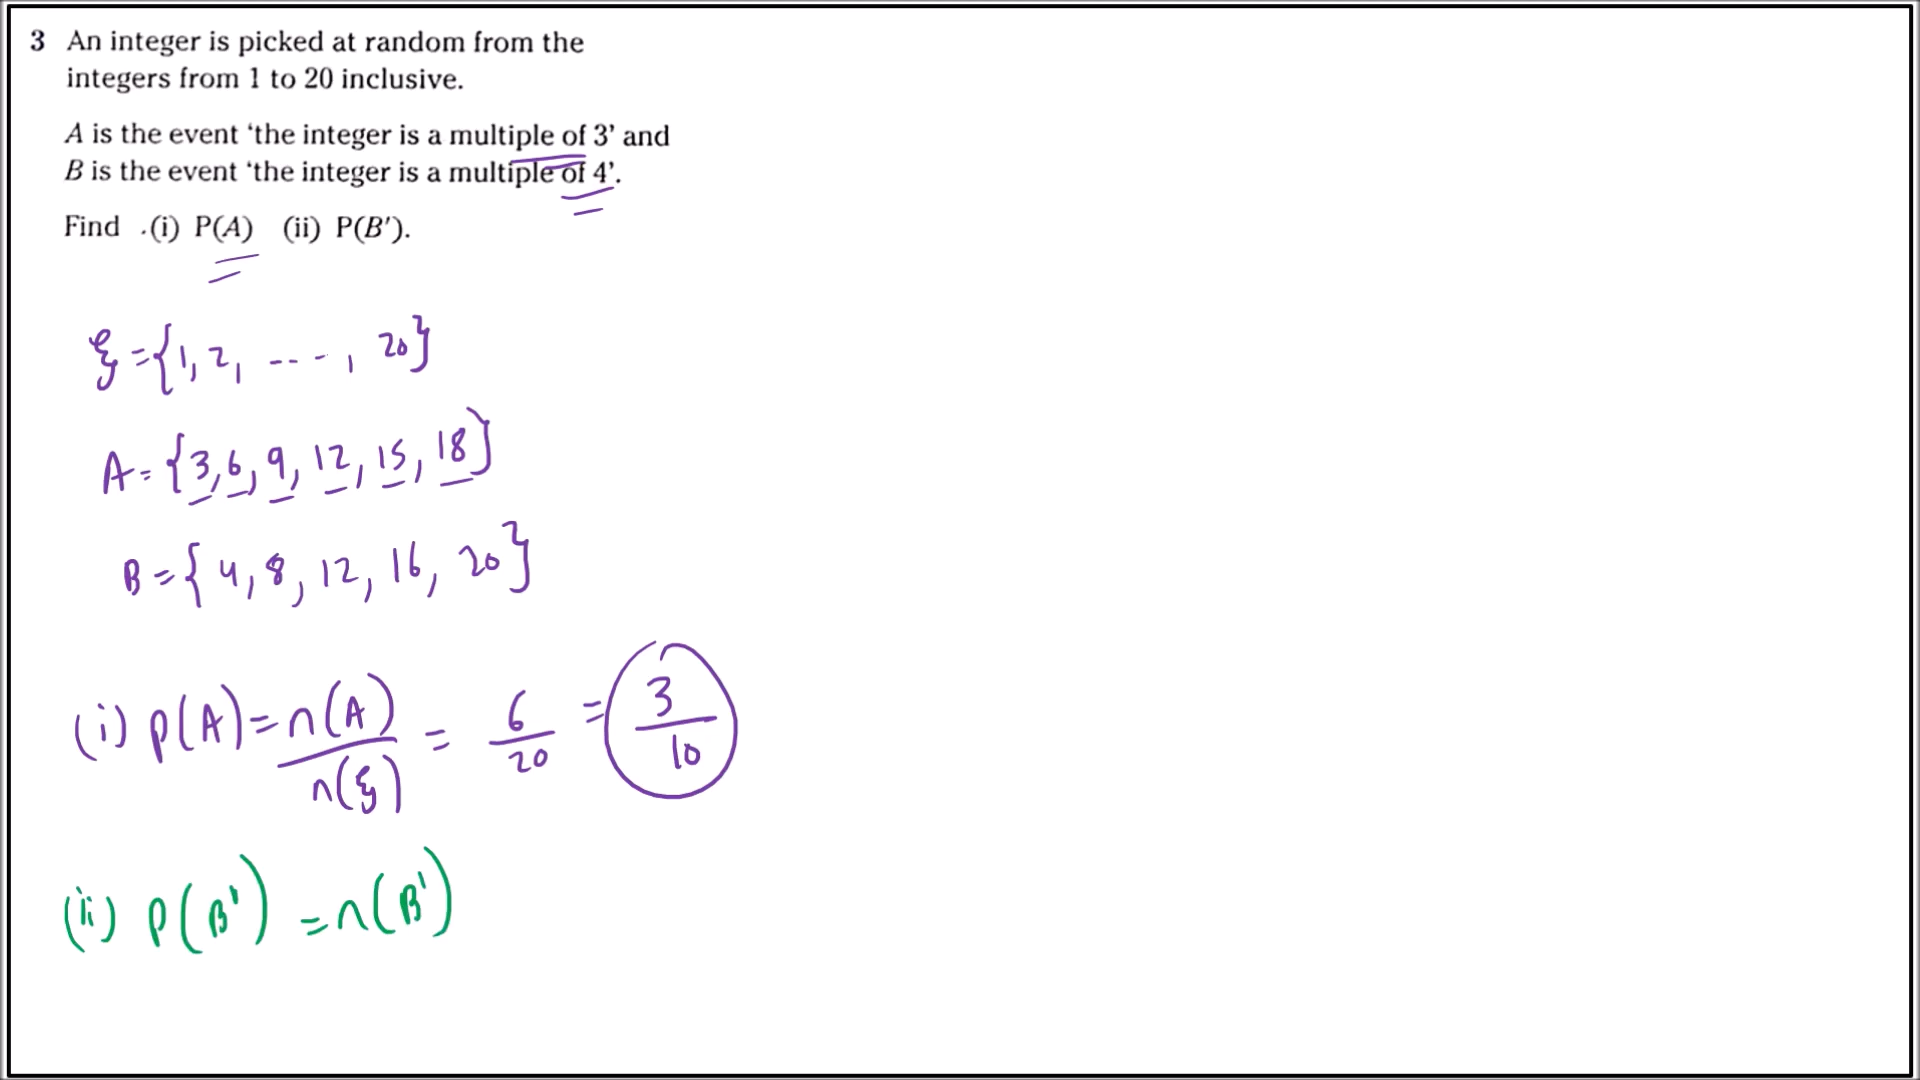 3 An integer is picked at random from the
integers from 1 to 20 inclusive.
A is the event ‘the integer is a multiple of 3’ and
B is the event ‘the integer is a multiple of 4’.
Find .(i) P(A) (ii) P(B′).
ξ = {1, 2, ----, 20}
A = {3, 6, 9, 12, 15, 18}
B = {4, 8, 12, 16, 20}
(i) P(A) = n(A)/n(ξ) = 6/20 = 3/10
(ii) P(B') = n(B')